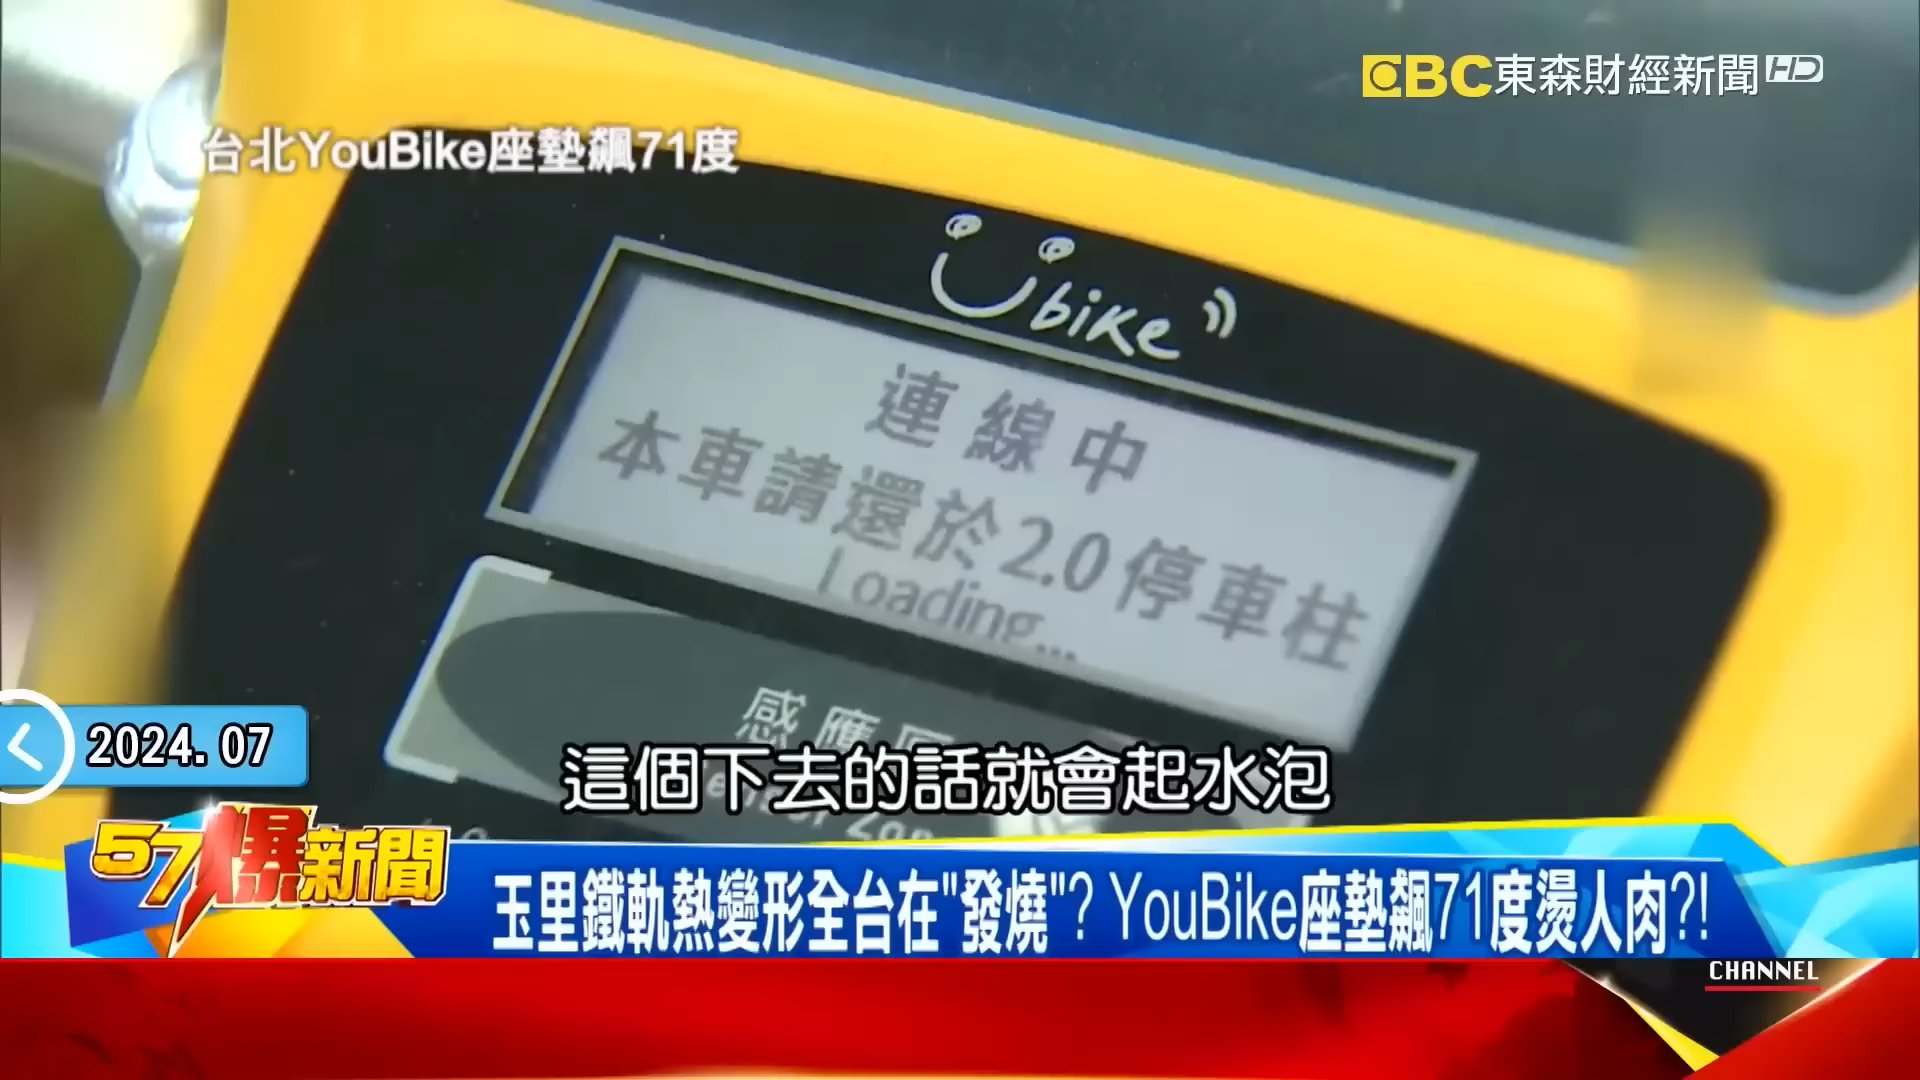 EBC東森財經新聞HD
台北YouBike座墊飆71度
Ubike
連線中
本車請還於2.0停車柱
Loading...
感應區
2024.07
這個下去的話就會起水泡
57爆新聞
玉里鐵軌熱變形全台在"發燒"? YouBike座墊飆71度燙人肉?!
CHANNEL